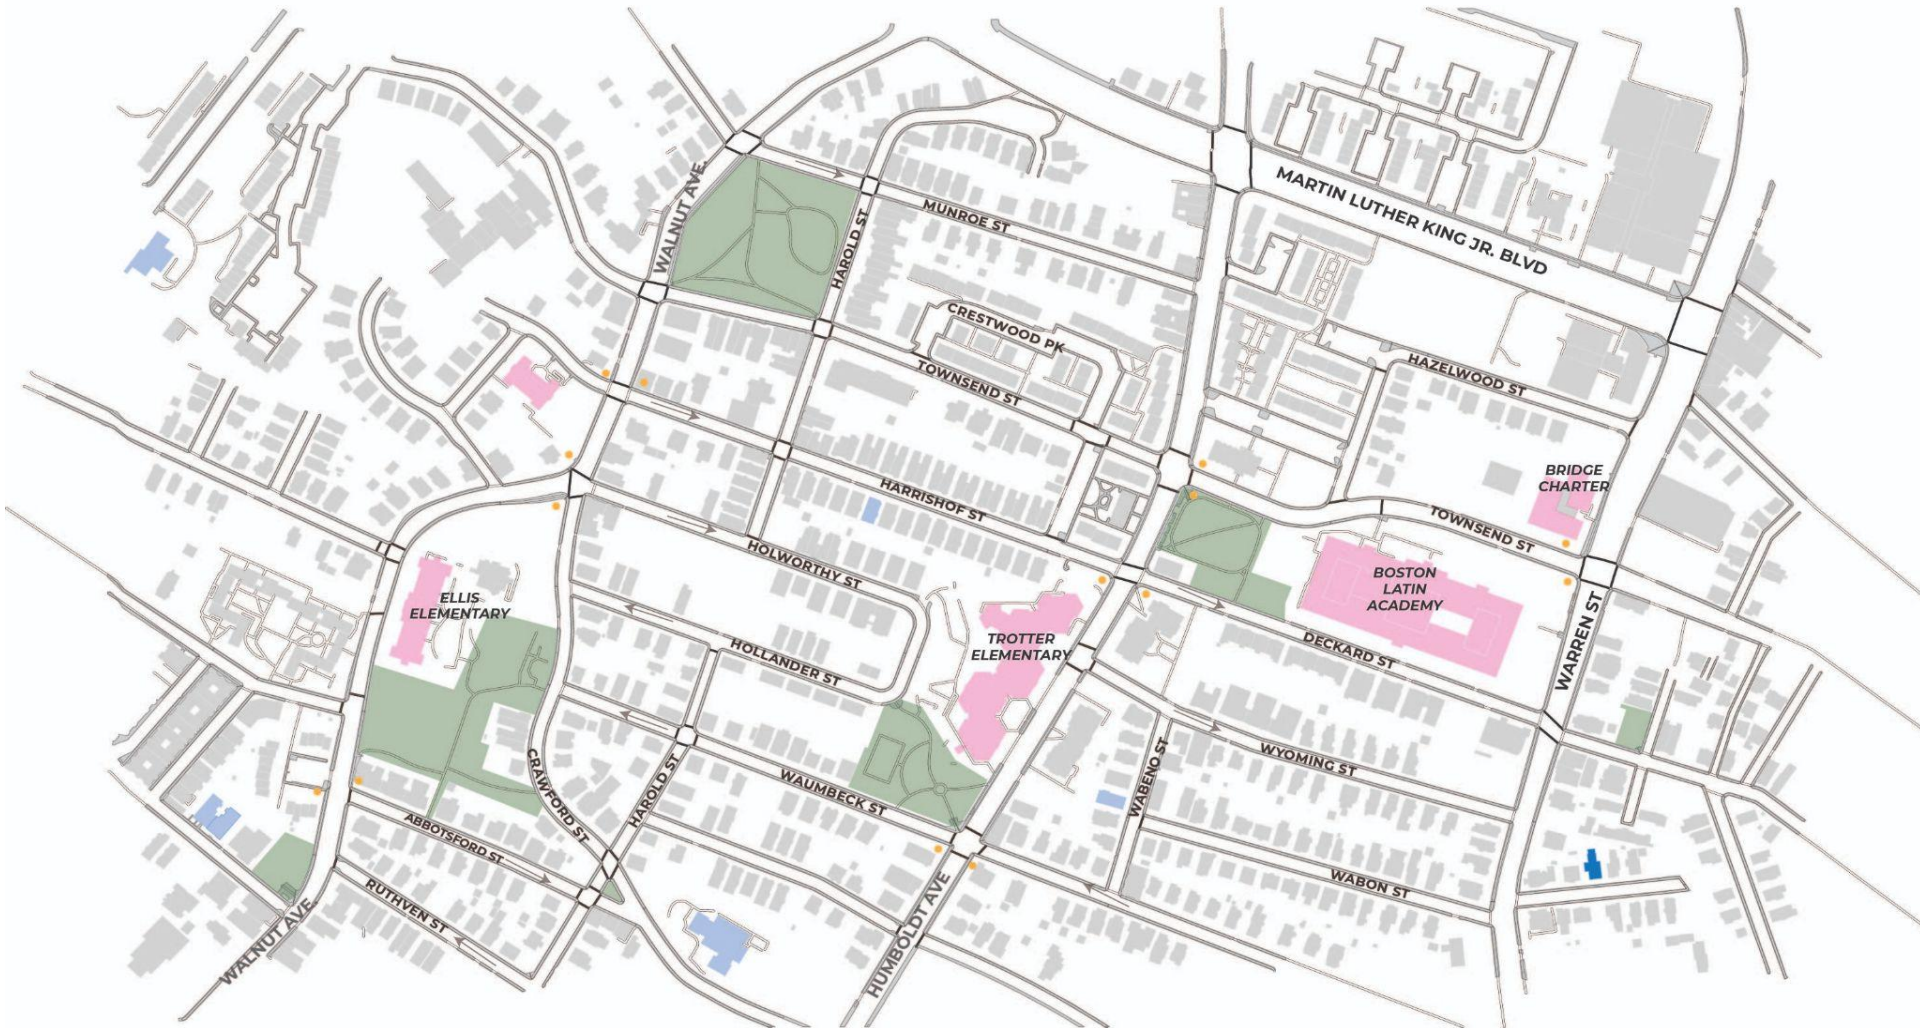 MARTIN LUTHER KING JR. BLVD
WALNUT AVE.
MUNROE ST
HAROLD ST
CRESTWOOD PK
TOWNSEND ST
HAZELWOOD ST
BRIDGE
CHARTER
HARRISHOF ST
TOWNSEND ST
HOLWORTHY ST
BOSTON
LATIN
ACADEMY
ELLIS
ELEMENTARY
TROTTER
ELEMENTARY
HOLLANDER ST
DECKARD ST
WARREN ST
WYOMING ST
WABENO ST
WAUMBECK ST
CRAWFORD ST
HAROLD ST
ABBOTSFORD ST
WABON ST
RUTHVEN ST
WALNUT AVE.
HUMBOLDT AVE